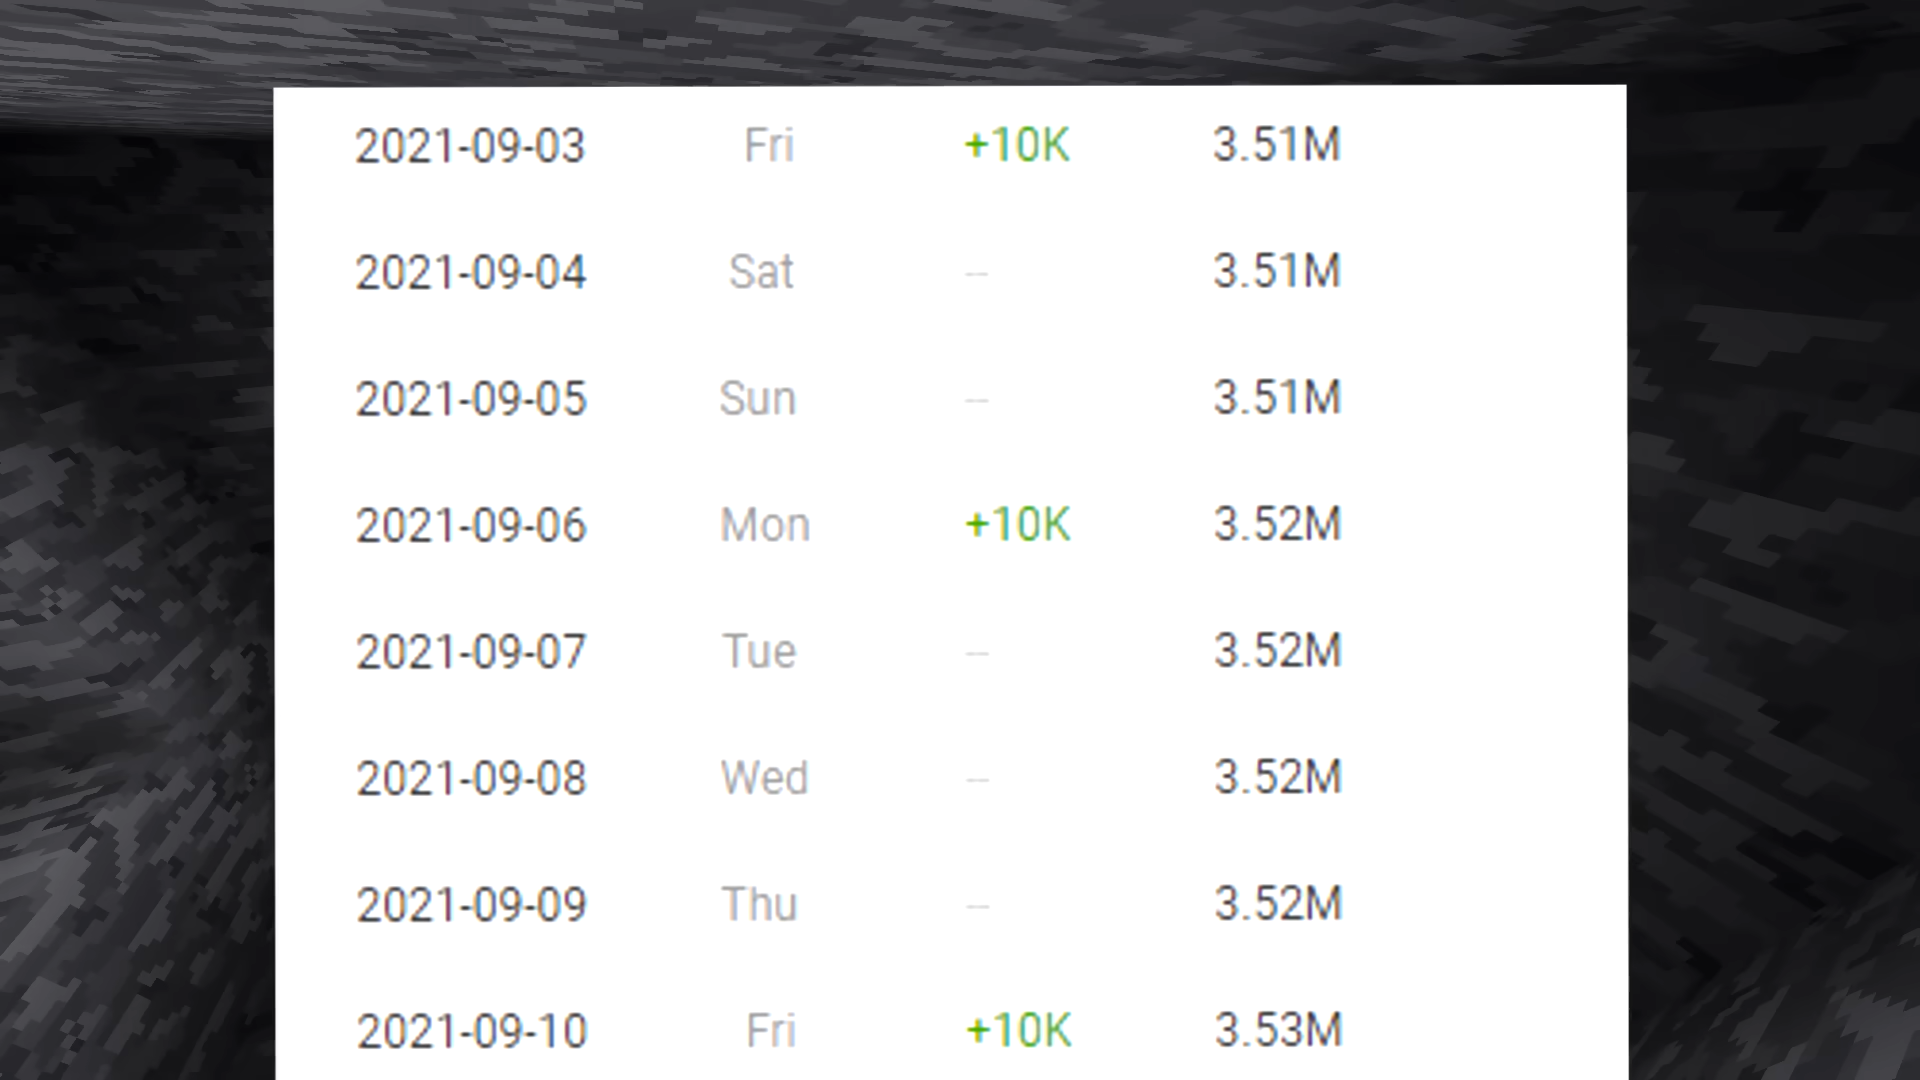 2021-09-03 Fri +10K 3.51M
2021-09-04 Sat -- 3.51M
2021-09-05 Sun -- 3.51M
2021-09-06 Mon +10K 3.52M
2021-09-07 Tue -- 3.52M
2021-09-08 Wed -- 3.52M
2021-09-09 Thu -- 3.52M
2021-09-10 Fri +10K 3.53M